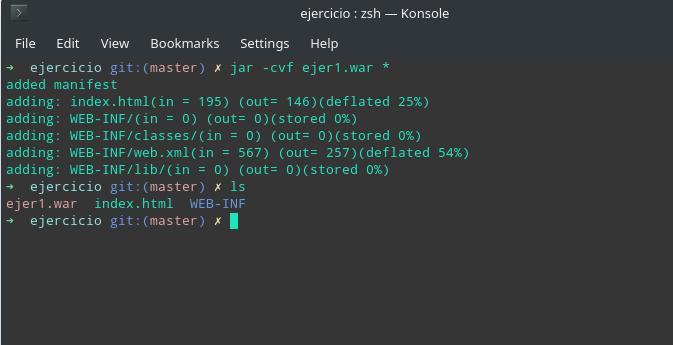 ejercicio : zsh — Konsole
File Edit View Bookmarks Settings Help
→ ejercicio git:(master) ✗ jar -cvf ejer1.war *
added manifest
adding: index.html(in = 195) (out= 146)(deflated 25%)
adding: WEB-INF/(in = 0) (out= 0)(stored 0%)
adding: WEB-INF/classes/(in = 0) (out= 0)(stored 0%)
adding: WEB-INF/web.xml(in = 567) (out= 257)(deflated 54%)
adding: WEB-INF/lib/(in = 0) (out= 0)(stored 0%)
→ ejercicio git:(master) ✗ ls
ejer1.war index.html WEB-INF
→ ejercicio git:(master) ✗